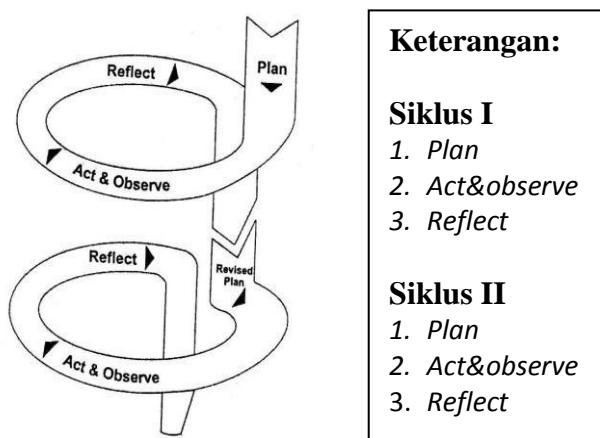 Plan
Reflect
Act & Observe
Revised
Plan
Reflect
Act & Observe
Keterangan:
Siklus I
1. Plan
2. Act&observe
3. Reflect
Siklus II
1. Plan
2. Act&observe
3. Reflect